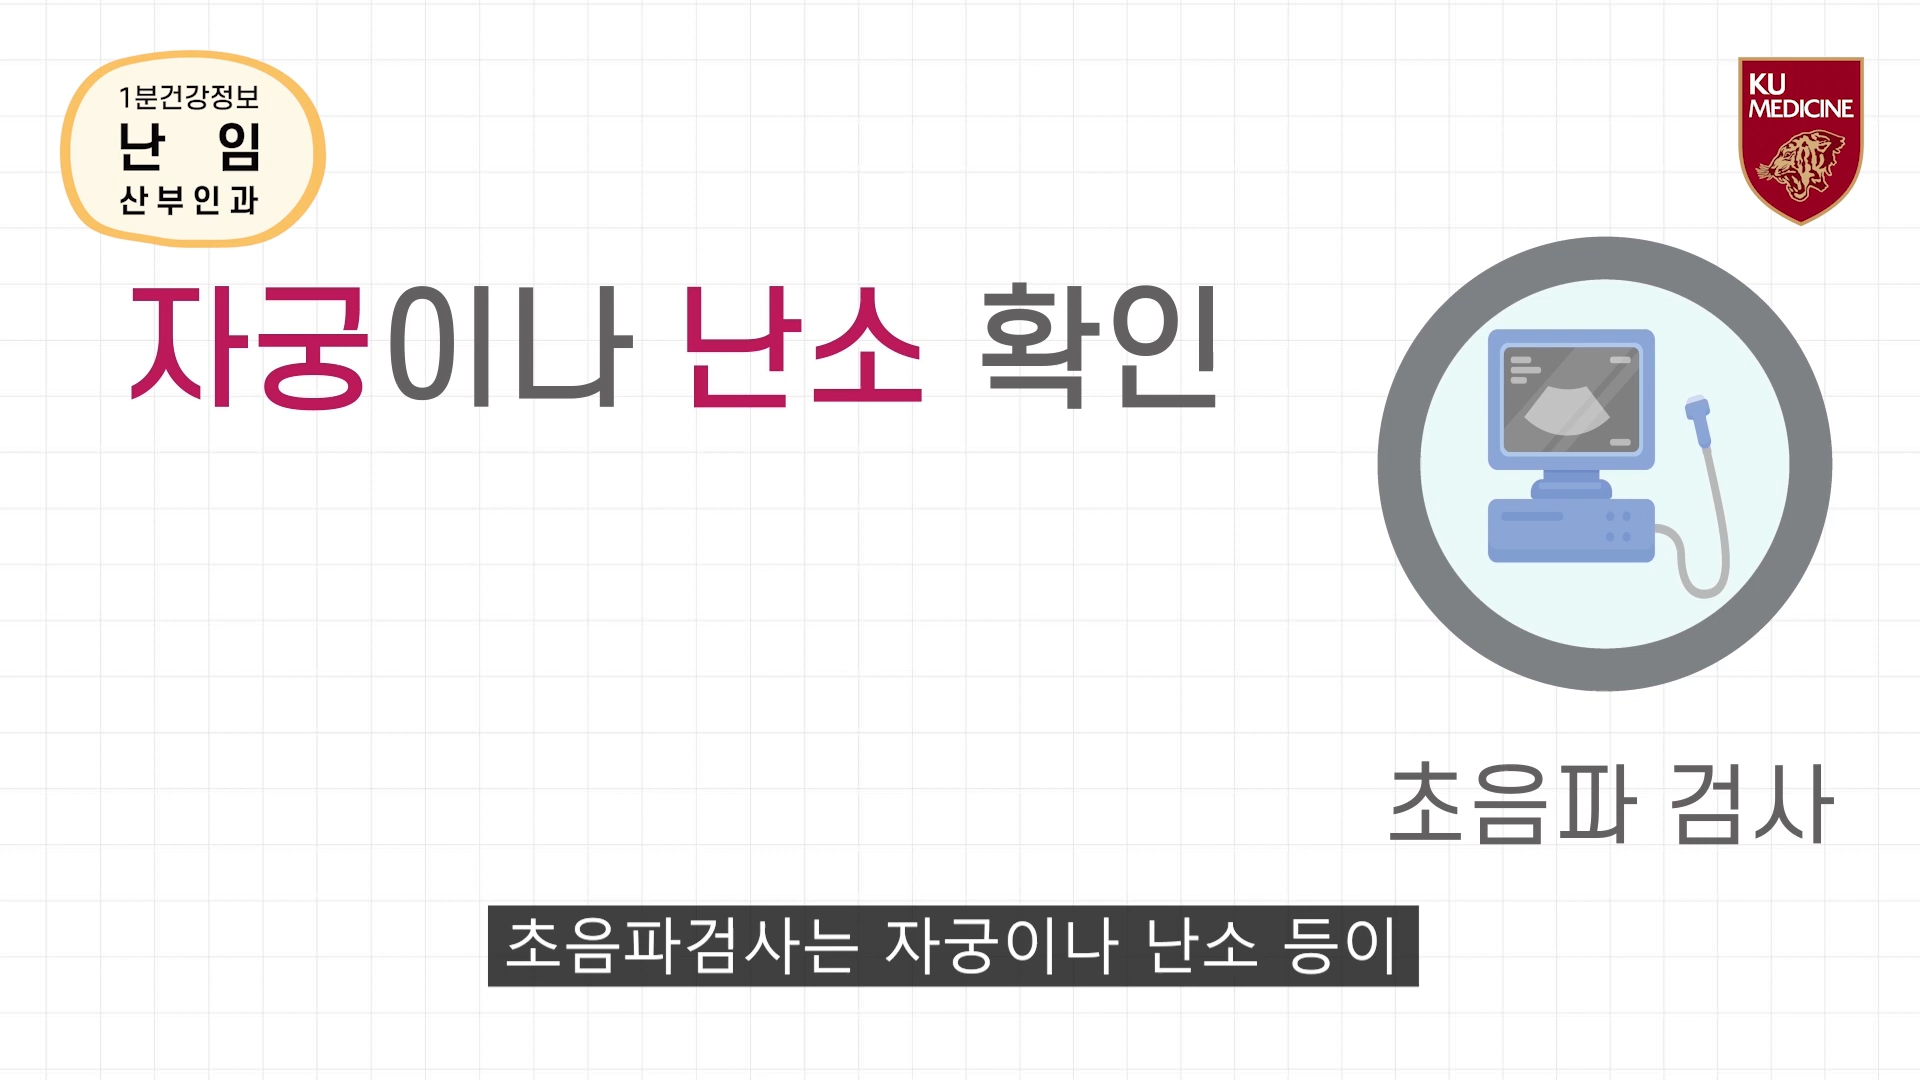 1분건강정보
난 임
산부인과
KU
MEDICINE
자궁이나 난소 확인
초음파 검사
초음파검사는 자궁이나 난소 등이